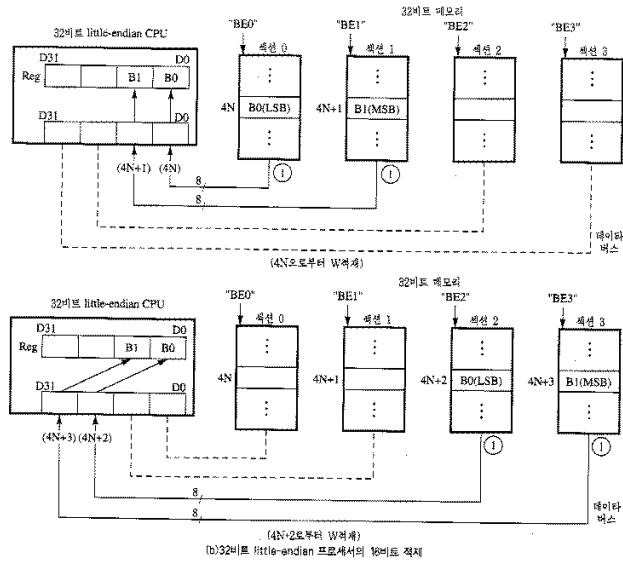 32비트 메모리
32비트 little-endian CPU
"BE0" "BE1" "BE2" "BE3"
섹션 0 섹션 1 섹션 2 섹션 3
D31 D0
Reg B1 B0
D31 D0
4N B0(LSB) 4N+1 B1(MSB)
(4N+1) (4N)
8 ① ①
8
데이타
버스
(4N으로부터 W적재)
32비트 메모리
32비트 little-endian CPU
"BE0" "BE1" "BE2" "BE3"
섹션 0 섹션 1 섹션 2 섹션 3
D31 D0
Reg B1 B0
D31
4N 4N+1 4N+2 B0(LSB) 4N+3 B1(MSB)
(4N+3) (4N+2)
① ①
8
8
데이타
버스
(4N+2로부터 W적재)
(b)32비트 little-endian 프로세서의 16비트 적재